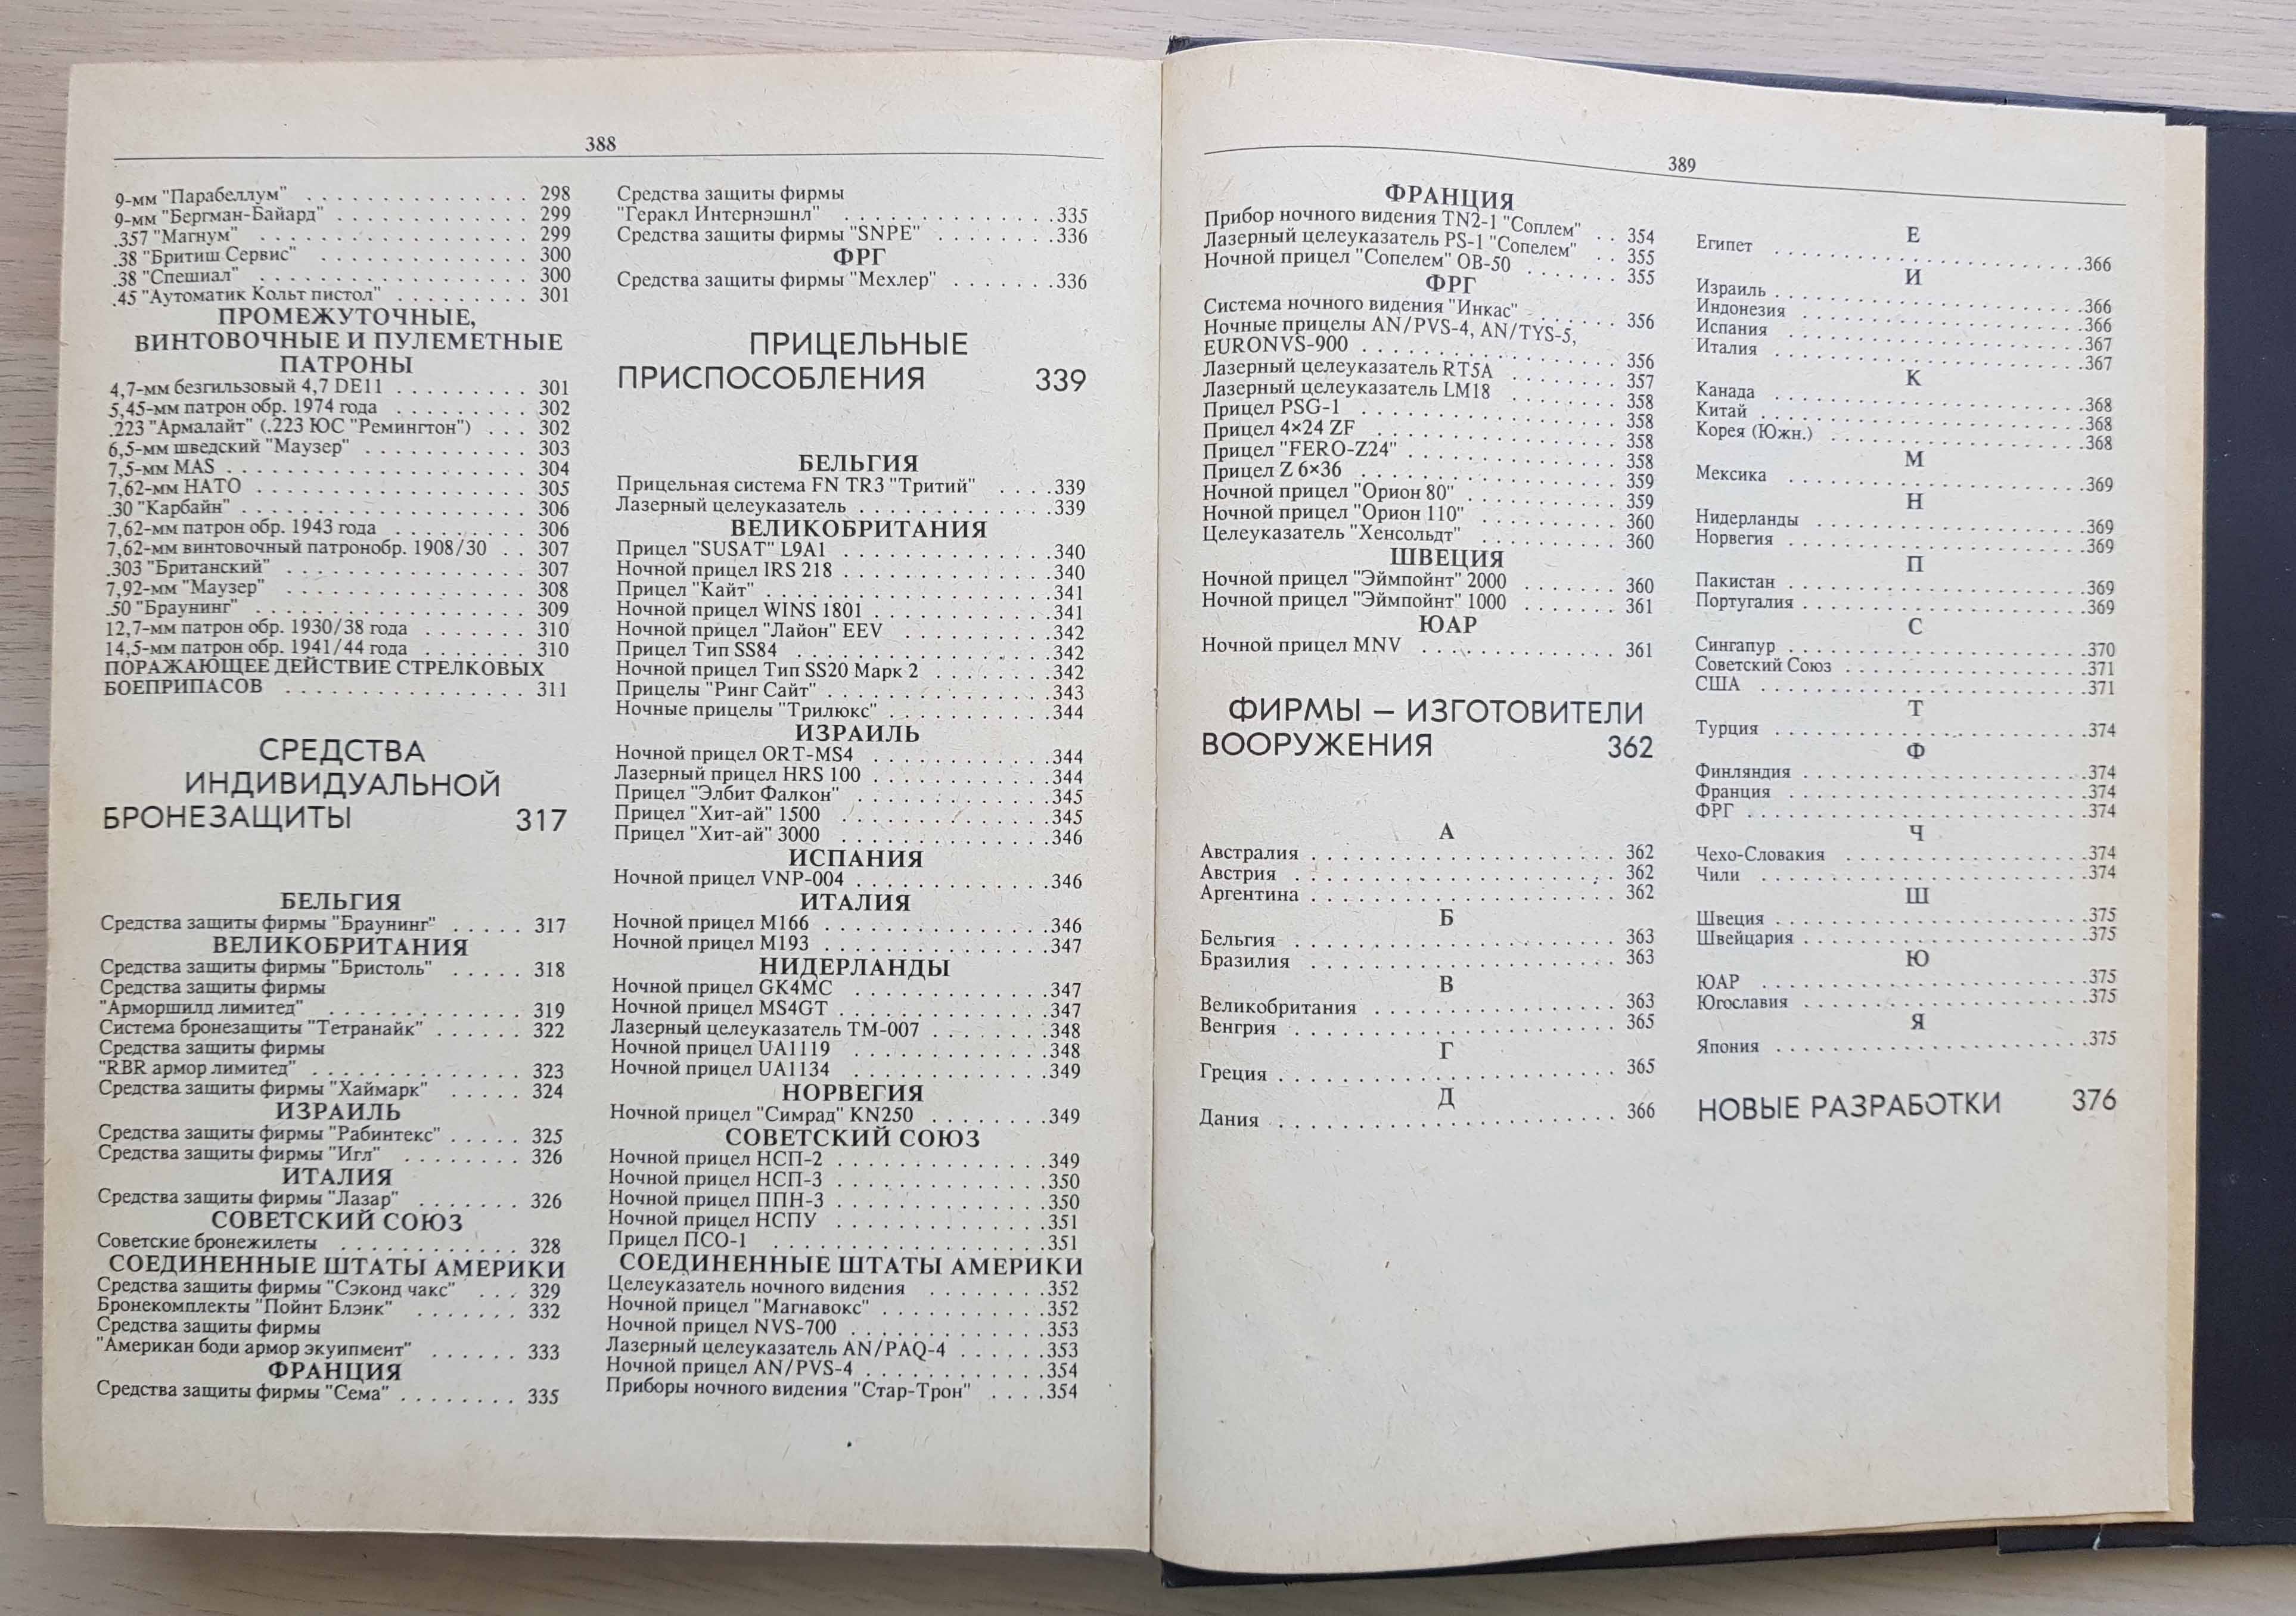 388
9-мм "Парабеллум" . . . . . . . . . . . . . . 298
9-мм "Бергман-Байард" . . . . . . . . . . . . 299
.357 "Магнум" . . . . . . . . . . . . . . . . 299
.38 "Бритиш Сервис" . . . . . . . . . . . . . 300
.38 "Спешиал" . . . . . . . . . . . . . . . . 300
.45 "Аутоматик Кольт пистол" . . . . . . . . 301
ПРОМЕЖУТОЧНЫЕ,
ВИНТОВОЧНЫЕ И ПУЛЕМЕТНЫЕ
ПАТРОНЫ
4,7-мм безгильзовый 4,7 DE11 . . . . . . . . 301
5,45-мм патрон обр. 1974 года . . . . . . . . 302
.223 "Армалайт" (.223 ЮС "Ремингтон") . . . 302
6,5-мм шведский "Маузер" . . . . . . . . . . 303
7,5-мм MAS . . . . . . . . . . . . . . . . . 304
7,62-мм НАТО . . . . . . . . . . . . . . . . 305
.30 "Карбайн" . . . . . . . . . . . . . . . . 306
7,62-мм патрон обр. 1943 года . . . . . . . . 306
7,62-мм винтовочный патронобр. 1908/30 . . 307
.303 "Британский" . . . . . . . . . . . . . . 307
7,92-мм "Маузер" . . . . . . . . . . . . . . 308
.50 "Браунинг" . . . . . . . . . . . . . . . 309
12,7-мм патрон обр. 1930/38 года . . . . . . . 310
14,5-мм патрон обр. 1941/44 года . . . . . . . 310
ПОРАЖАЮЩЕЕ ДЕЙСТВИЕ СТРЕЛКОВЫХ
БОЕПРИПАСОВ . . . . . . . . . . . . . . . . 311
СРЕДСТВА
ИНДИВИДУАЛЬНОЙ
БРОНЕЗАЩИТЫ 317
БЕЛЬГИЯ
Средства защиты фирмы "Браунинг" . . . . . 317
ВЕЛИКОБРИТАНИЯ
Средства защиты фирмы "Бристоль" . . . . . 318
Средства защиты фирмы
"Арморшилд лимитед" . . . . . . . . . . . . 319
Система бронезащиты "Тетранайк" . . . . . . 322
Средства защиты фирмы
"RBR армор лимитед" . . . . . . . . . . . . . 323
Средства защиты фирмы "Хаймарк" . . . . . 324
ИЗРАИЛЬ
Средства защиты фирмы "Рабинтекс" . . . . . 325
Средства защиты фирмы "Игл" . . . . . . . . 326
ИТАЛИЯ
Средства защиты фирмы "Лазар" . . . . . . . 326
СОВЕТСКИЙ СОЮЗ
Советские бронежилеты . . . . . . . . . . . . 328
СОЕДИНЕННЫЕ ШТАТЫ АМЕРИКИ
Средства защиты фирмы "Сэконд чакс" . . . 329
Бронекомплекты "Пойнт Блэнк" . . . . . . . 332
Средства защиты фирмы
"Американ боди армор экуипмент" . . . . . . 333
ФРАНЦИЯ
Средства защиты фирмы "Сема" . . . . . . . . 335
Средства защиты фирмы
"Геракл Интернэшнл" . . . . . . . . . . . . . 335
Средства защиты фирмы "SNPE" . . . . . . . . 336
ФРГ
Средства защиты фирмы "Мехлер" . . . . . . . 336
ПРИЦЕЛЬНЫЕ
ПРИСПОСОБЛЕНИЯ 339
БЕЛЬГИЯ
Прицельная система FN TR3 "Тритий" . . . . 339
Лазерный целеуказатель . . . . . . . . . . . . 339
ВЕЛИКОБРИТАНИЯ
Прицел "SUSAT" L9A1 . . . . . . . . . . . . . 340
Ночной прицел IRS 218 . . . . . . . . . . . . . 340
Прицел "Кайт" . . . . . . . . . . . . . . . . . 341
Ночной прицел WINS 1801 . . . . . . . . . . . 341
Ночной прицел "Лайон" EEV . . . . . . . . . . 342
Прицел Тип SS84 . . . . . . . . . . . . . . . . 342
Ночной прицел Тип SS20 Марк 2 . . . . . . . . 342
Прицелы "Ринг Сайт" . . . . . . . . . . . . . . 343
Ночные прицелы "Трилюкс" . . . . . . . . . . 344
ИЗРАИЛЬ
Ночной прицел ORT-MS4 . . . . . . . . . . . . 344
Лазерный прицел HRS 100 . . . . . . . . . . . 344
Прицел "Элбит Фалкон" . . . . . . . . . . . . 345
Прицел "Хит-ай" 1500 . . . . . . . . . . . . . 345
Прицел "Хит-ай" 3000 . . . . . . . . . . . . . 346
ИСПАНИЯ
Ночной прицел VNP-004 . . . . . . . . . . . . 346
ИТАЛИЯ
Ночной прицел М166 . . . . . . . . . . . . . . 346
Ночной прицел М193 . . . . . . . . . . . . . . 347
НИДЕРЛАНДЫ
Ночной прицел GK4MC . . . . . . . . . . . . . 347
Ночной прицел MS4GT . . . . . . . . . . . . . 347
Лазерный целеуказатель ТМ-007 . . . . . . . . 348
Ночной прицел UA1119 . . . . . . . . . . . . . 348
Ночной прицел UA1134 . . . . . . . . . . . . . 349
НОРВЕГИЯ
Ночной прицел "Симрад" KN250 . . . . . . . . 349
СОВЕТСКИЙ СОЮЗ
Ночной прицел НСП-2 . . . . . . . . . . . . . 349
Ночной прицел НСП-3 . . . . . . . . . . . . . 350
Ночной прицел ППН-3 . . . . . . . . . . . . . 350
Ночной прицел НСПУ . . . . . . . . . . . . . 351
Прицел ПСО-1 . . . . . . . . . . . . . . . . . 351
СОЕДИНЕННЫЕ ШТАТЫ АМЕРИКИ
Целеуказатель ночного видения . . . . . . . . 352
Ночной прицел "Магнавокс" . . . . . . . . . . 352
Ночной прицел NVS-700 . . . . . . . . . . . . 353
Лазерный целеуказатель AN/PAQ-4 . . . . . . 353
Ночной прицел AN/PVS-4 . . . . . . . . . . . 354
Приборы ночного видения "Стар-Трон" . . . . 354
389
ФРАНЦИЯ
Прибор ночного видения TN2-1 "Соплем" . . 354
Лазерный целеуказатель PS-1 "Сопелем" . . 355
Ночной прицел "Сопелем" ОВ-50 . . . . . . . 355
ФРГ
Система ночного видения "Инкас" . . . . . . 356
Ночные прицелы AN/PVS-4, AN/TYS-5,
EURONVS-900 . . . . . . . . . . . . . . . . 356
Лазерный целеуказатель RT5A . . . . . . . . 357
Лазерный целеуказатель LM18 . . . . . . . . 358
Прицел PSG-1 . . . . . . . . . . . . . . . . 358
Прицел 4×24 ZF . . . . . . . . . . . . . . . 358
Прицел "FERO-Z24" . . . . . . . . . . . . . 358
Прицел Z 6×36 . . . . . . . . . . . . . . . . 359
Ночной прицел "Орион 80" . . . . . . . . . . 359
Ночной прицел "Орион 110" . . . . . . . . . 360
Целеуказатель "Хенсольдт" . . . . . . . . . . 360
ШВЕЦИЯ
Ночной прицел "Эймпойнт" 2000 . . . . . . . 360
Ночной прицел "Эймпойнт" 1000 . . . . . . . 361
ЮАР
Ночной прицел MNV . . . . . . . . . . . . . 361
ФИРМЫ – ИЗГОТОВИТЕЛИ
ВООРУЖЕНИЯ 362
А
Австралия . . . . . . . . . . . . . . . . . . 362
Австрия . . . . . . . . . . . . . . . . . . . 362
Аргентина . . . . . . . . . . . . . . . . . . 362
Б
Бельгия . . . . . . . . . . . . . . . . . . . 363
Бразилия . . . . . . . . . . . . . . . . . . 363
В
Великобритания . . . . . . . . . . . . . . . 363
Венгрия . . . . . . . . . . . . . . . . . . . 365
Г
Греция . . . . . . . . . . . . . . . . . . . . 365
Д
Дания . . . . . . . . . . . . . . . . . . . . 366
Е
Египет . . . . . . . . . . . . . . . . . . . . 366
И
Израиль . . . . . . . . . . . . . . . . . . . 366
Индонезия . . . . . . . . . . . . . . . . . . 366
Испания . . . . . . . . . . . . . . . . . . . 367
Италия . . . . . . . . . . . . . . . . . . . 367
К
Канада . . . . . . . . . . . . . . . . . . . . 368
Китай . . . . . . . . . . . . . . . . . . . . 368
Корея (Южн.) . . . . . . . . . . . . . . . . 368
М
Мексика . . . . . . . . . . . . . . . . . . . 369
Н
Нидерланды . . . . . . . . . . . . . . . . . 369
Норвегия . . . . . . . . . . . . . . . . . . 369
П
Пакистан . . . . . . . . . . . . . . . . . . 369
Португалия . . . . . . . . . . . . . . . . . 369
С
Сингапур . . . . . . . . . . . . . . . . . . 370
Советский Союз . . . . . . . . . . . . . . . 371
США . . . . . . . . . . . . . . . . . . . . 371
Т
Турция . . . . . . . . . . . . . . . . . . . 374
Ф
Финляндия . . . . . . . . . . . . . . . . . 374
Франция . . . . . . . . . . . . . . . . . . 374
ФРГ . . . . . . . . . . . . . . . . . . . . . 374
Ч
Чехо-Словакия . . . . . . . . . . . . . . . 374
Чили . . . . . . . . . . . . . . . . . . . . 374
Ш
Швеция . . . . . . . . . . . . . . . . . . . 375
Швейцария . . . . . . . . . . . . . . . . . 375
Ю
ЮАР . . . . . . . . . . . . . . . . . . . . 375
Югославия . . . . . . . . . . . . . . . . . 375
Я
Япония . . . . . . . . . . . . . . . . . . . 375
НОВЫЕ РАЗРАБОТКИ 376